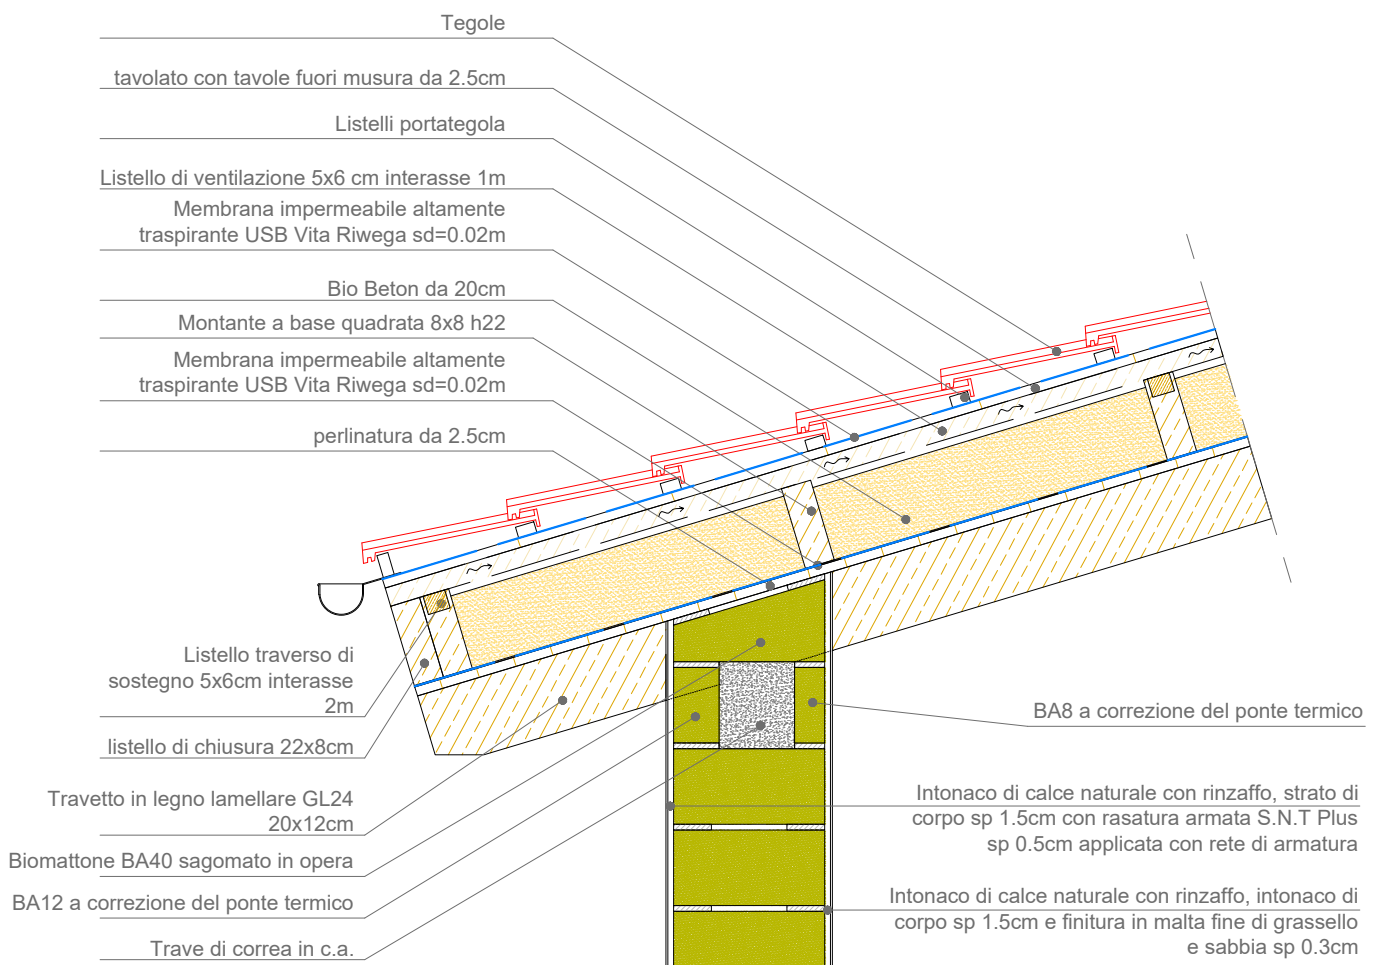 Tegole
tavolato con tavole fuori musura da 2.5cm
Listelli portategola
Listello di ventilazione 5x6 cm interasse 1m
Membrana impermeabile altamente
traspirante USB Vita Riwega sd=0.02m
Bio Beton da 20cm
Montante a base quadrata 8x8 h22
Membrana impermeabile altamente
traspirante USB Vita Riwega sd=0.02m
perlinatura da 2.5cm
Listello traverso di
sostegno 5x6cm interasse
2m
listello di chiusura 22x8cm
Travetto in legno lamellare GL24
20x12cm
Biomattone BA40 sagomato in opera
BA12 a correzione del ponte termico
Trave di correa in c.a.
BA8 a correzione del ponte termico
Intonaco di calce naturale con rinzaffo, strato di
corpo sp 1.5cm con rasatura armata S.N.T Plus
sp 0.5cm applicata con rete di armatura
Intonaco di calce naturale con rinzaffo, intonaco di
corpo sp 1.5cm e finitura in malta fine di grassello
e sabbia sp 0.3cm